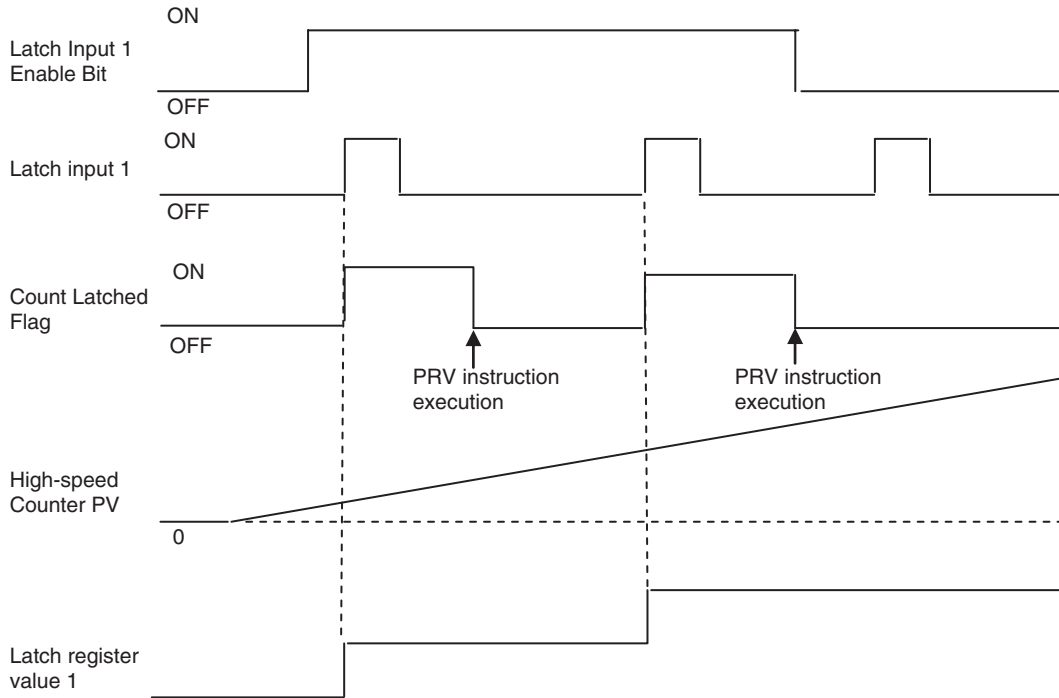 ON
Latch Input 1
Enable Bit
OFF
ON
Latch input 1
OFF
ON
Count Latched
Flag
OFF
PRV instruction
execution
PRV instruction
execution
High-speed
Counter PV
0
Latch register
value 1